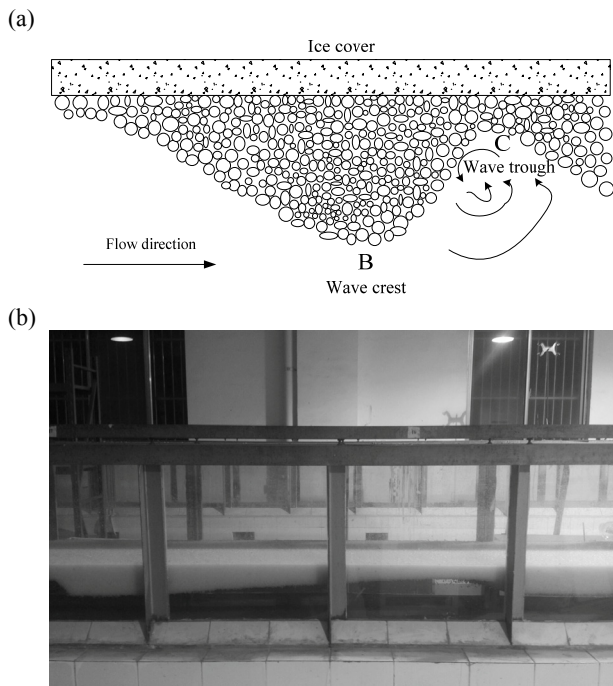 (a)
Ice cover
C
Wave trough
Flow direction
B
Wave crest
(b)